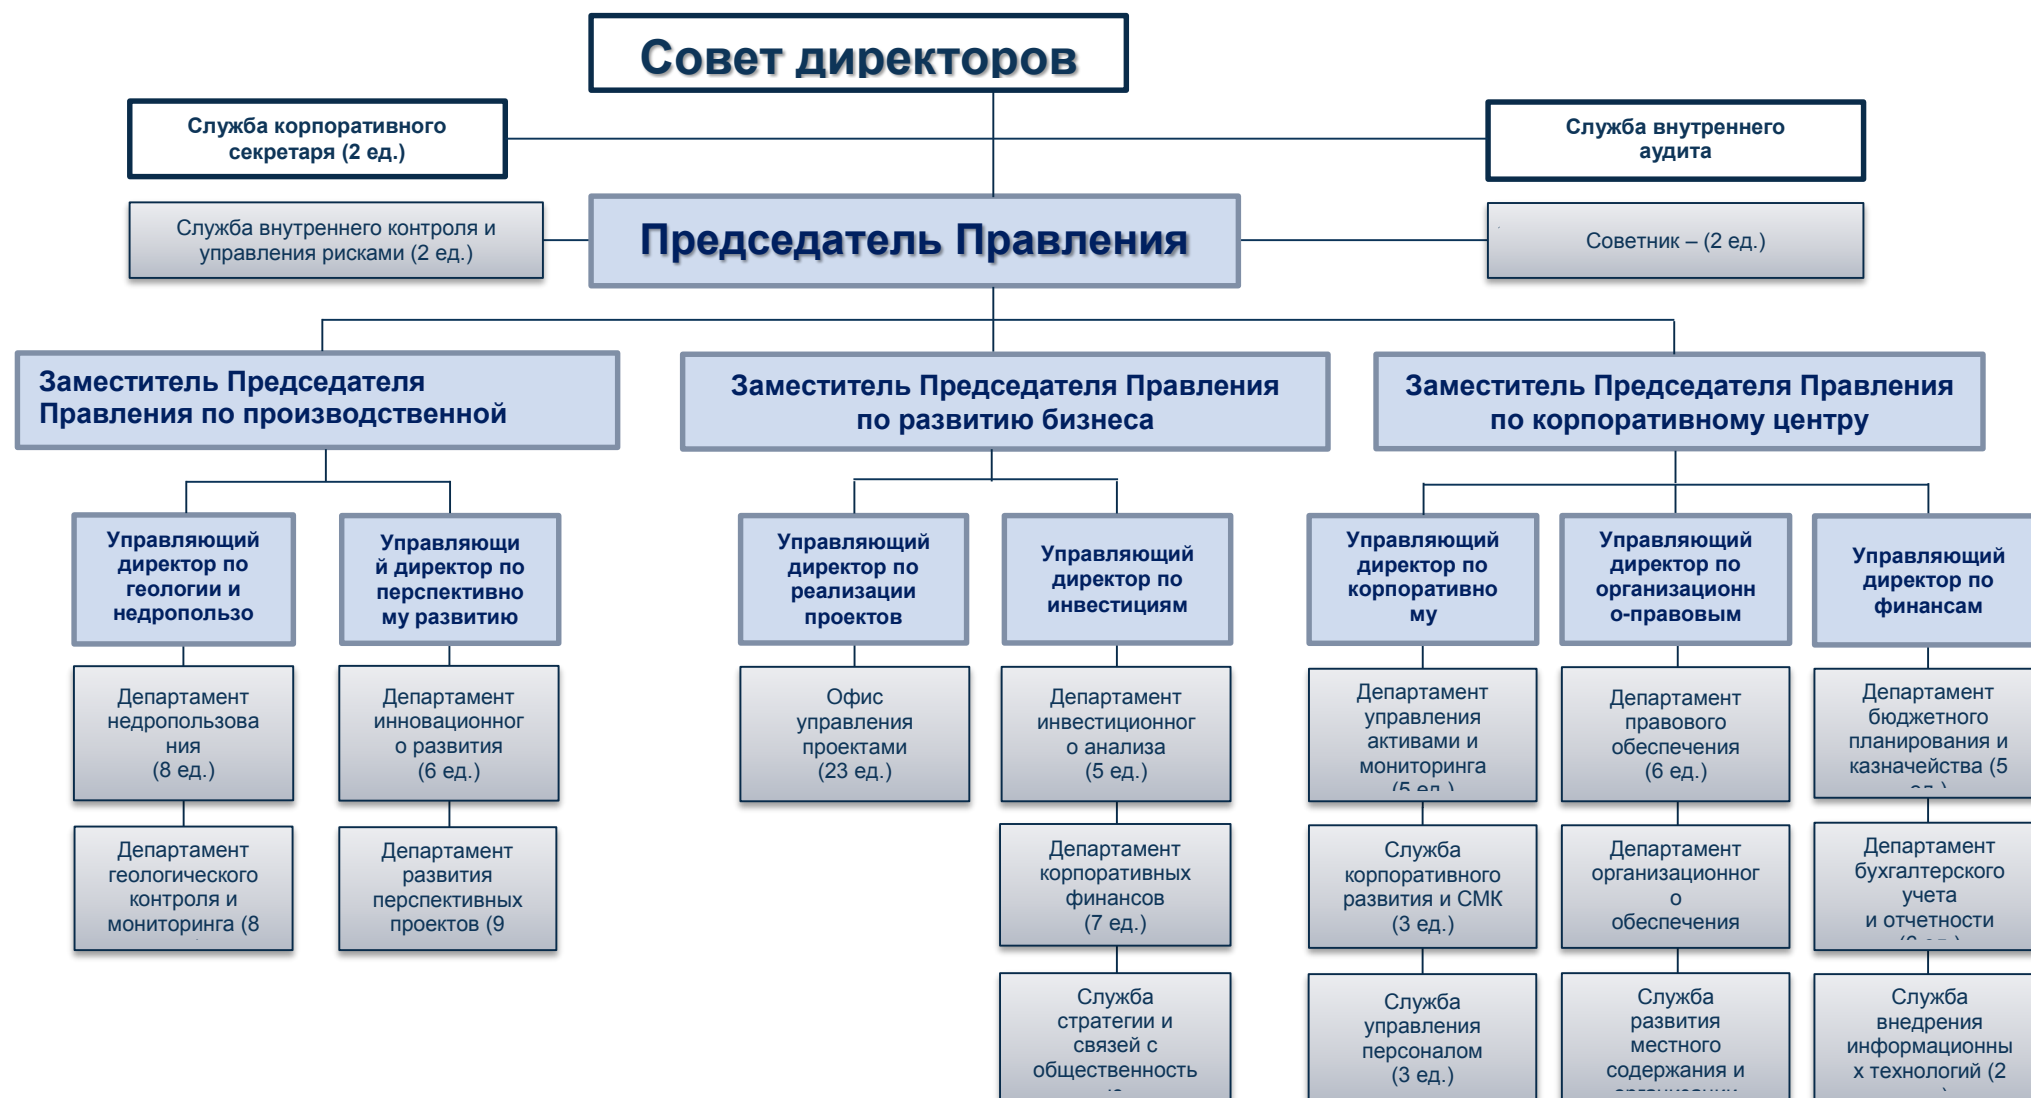 Совет директоров
Служба корпоративного
секретаря (2 ед.)
Служба внутреннего
аудита
Служба внутреннего контроля и
управления рисками (2 ед.)
Председатель Правления
Советник – (2 ед.)
Заместитель Председателя
Правления по производственной
Заместитель Председателя Правления
по развитию бизнеса
Заместитель Председателя Правления
по корпоративному центру
Управляющий
директор по
геологии и
недропользо
Управляющи
й директор по
перспективно
му развитию
Управляющий
директор по
реализации
проектов
Управляющий
директор по
инвестициям
Управляющий
директор по
корпоративно
му
Управляющий
директор по
организационн
о-правовым
Управляющий
директор по
финансам
Департамент
недропользова
ния
(8 ед.)
Департамент
инновационног
о развития
(6 ед.)
Офис
управления
проектами
(23 ед.)
Департамент
инвестиционног
о анализа
(5 ед.)
Департамент
управления
активами и
мониторинга
(5 ед.)
Департамент
правового
обеспечения
(6 ед.)
Департамент
бюджетного
планирования и
казначейства (5
Департамент
геологического
контроля и
мониторинга (8
Департамент
развития
перспективных
проектов (9
Департамент
корпоративных
финансов
(7 ед.)
Служба
корпоративного
развития и СМК
(3 ед.)
Департамент
организационног
о
обеспечения
Департамент
бухгалтерского
учета
и отчетности
Служба
стратегии и
связей с
общественность
Служба
управления
персоналом
(3 ед.)
Служба
развития
местного
содержания и
Служба
внедрения
информационны
х технологий (2